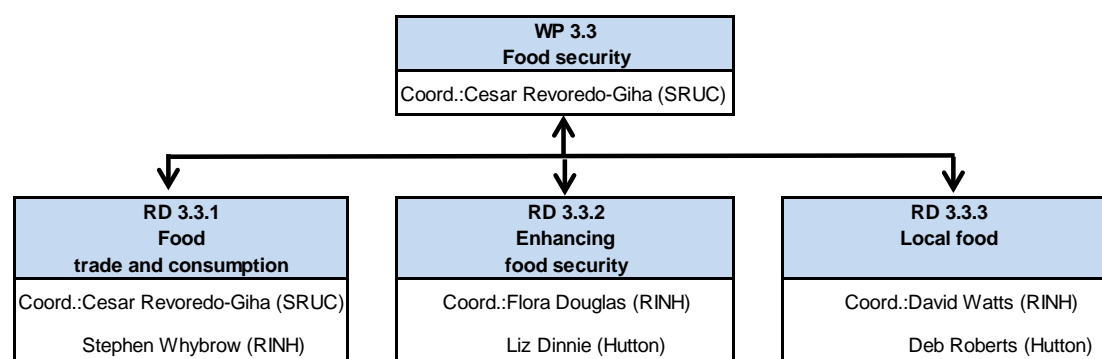 WP 3.3
Food security
Coord.:Cesar Revoredo-Giha (SRUC)
RD 3.3.1
Food
trade and consumption
Coord.:Cesar Revoredo-Giha (SRUC)
Stephen Whybrow (RINH)
RD 3.3.2
Enhancing
food security
Coord.:Flora Douglas (RINH)
Liz Dinnie (Hutton)
RD 3.3.3
Local food
Coord.:David Watts (RINH)
Deb Roberts (Hutton)